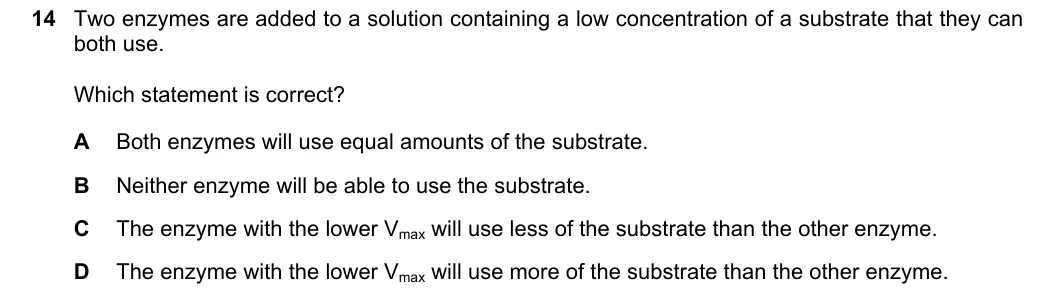 14 Two enzymes are added to a solution containing a low concentration of a substrate that they can
both use.
Which statement is correct?
A Both enzymes will use equal amounts of the substrate.
B Neither enzyme will be able to use the substrate.
C The enzyme with the lower Vmax will use less of the substrate than the other enzyme.
D The enzyme with the lower Vmax will use more of the substrate than the other enzyme.